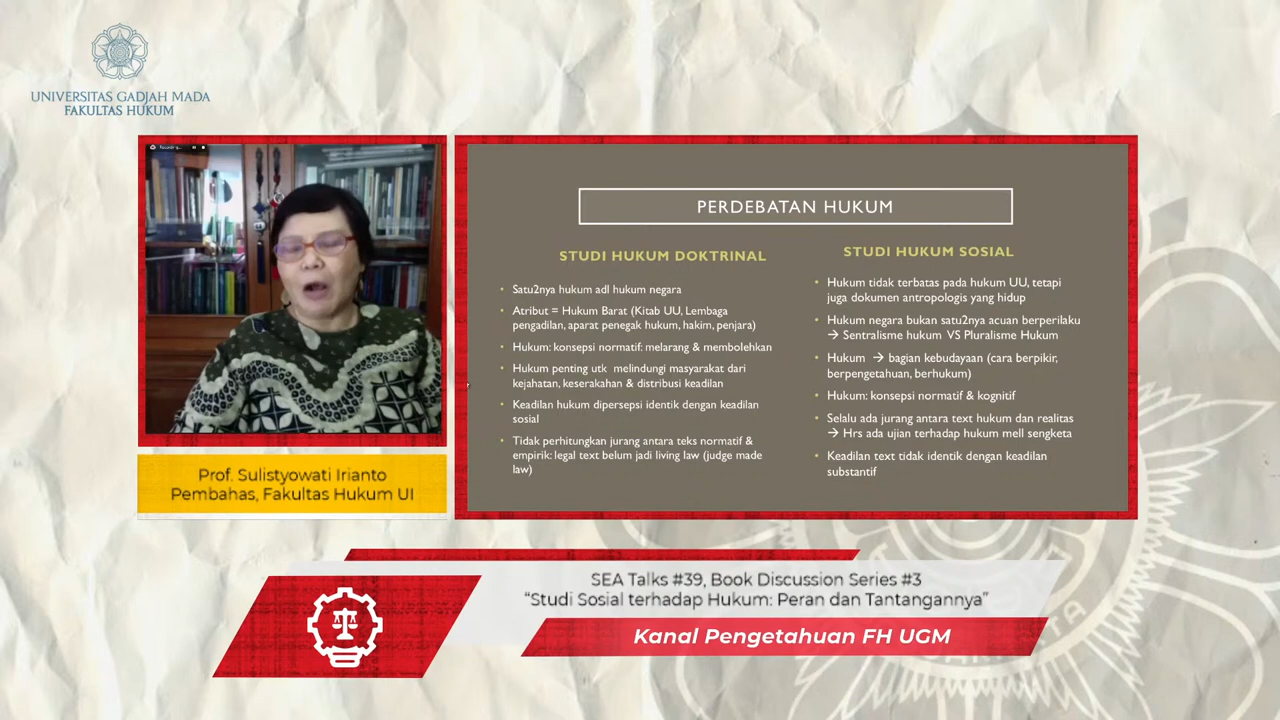 UNIVERSITAS GADJAH MADA
FAKULTAS HUKUM
PERDEBATAN HUKUM
STUDI HUKUM DOKTRINAL
Satu2nya hukum adl hukum negara
Atribut = Hukum Barat (Kitab UU, Lembaga
pengadilan, aparat penegak hukum, hakim, penjara)
Hukum: konsepsi normatif: melarang & membolehkan
Hukum penting utk melindungi masyarakat dari
kejahatan, keserakahan & distribusi keadilan
Keadilan hukum dipersepsi identik dengan keadilan
sosial
Tidak perhitungkan jurang antara teks normatif &
empirik: legal text belum jadi living law (judge made
law)
STUDI HUKUM SOSIAL
Hukum tidak terbatas pada hukum UU, tetapi
juga dokumen antropologis yang hidup
Hukum negara bukan satu2nya acuan berperilaku
→ Sentralisme hukum VS Pluralisme Hukum
Hukum → bagian kebudayaan (cara berpikir,
berpengetahuan, berhukum)
Hukum: konsepsi normatif & kognitif
Selalu ada jurang antara text hukum dan realitas
→ Hrs ada ujian terhadap hukum mell sengketa
Keadilan text tidak identik dengan keadilan
substantif
Prof. Sulistyowati Irianto
Pembahas, Fakultas Hukum UI
SEA Talks #39, Book Discussion Series #3
“Studi Sosial terhadap Hukum: Peran dan Tantangannya”
Kanal Pengetahuan FH UGM